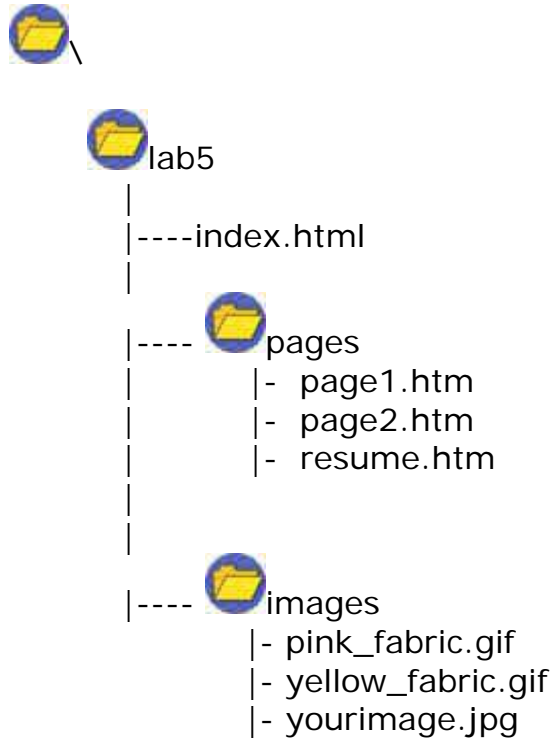 \
lab5
|
|----index.html
|
|---- pages
| |- page1.htm
| |- page2.htm
| |- resume.htm
|
|
|---- images
|- pink_fabric.gif
|- yellow_fabric.gif
|- yourimage.jpg